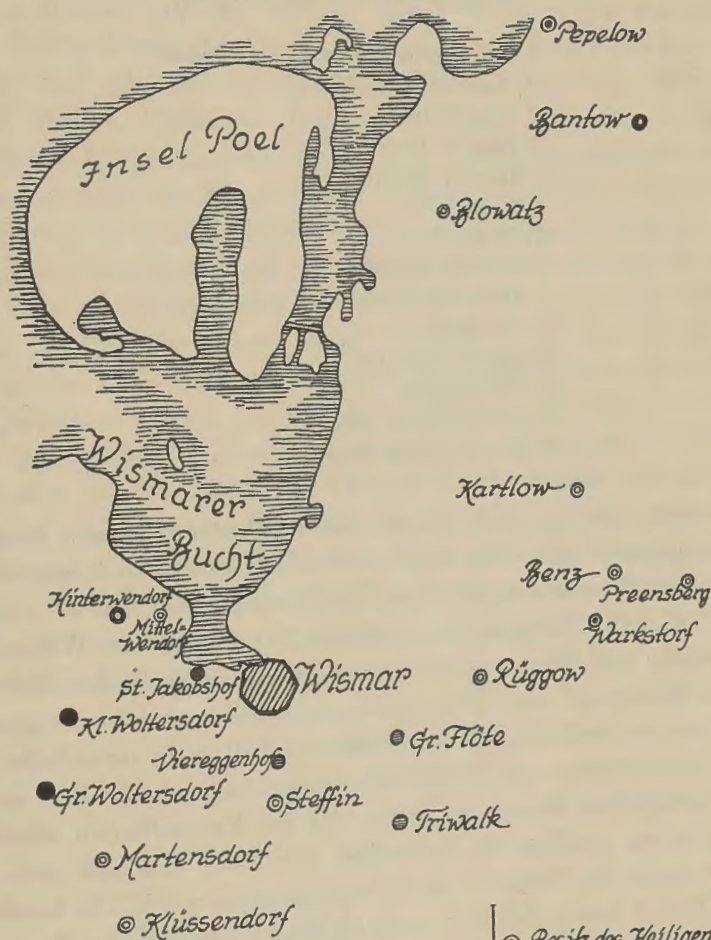 Pepelow
Bantow
Insel Poel
Blowatz
Wismarer
Bucht
Kartlow
Benz
Preensberg
Hinterwendorf
Mittel-
Wendorf
Warkstorf
St. Jakobshof
Wismar
Rüggow
Kl. Woltersdorf
Gr. Flöte
Viereggenhof
Gr. Woltersdorf
Steffin
Triwalk
Martensdorf
Klüssendorf
Besitz des Heiligen